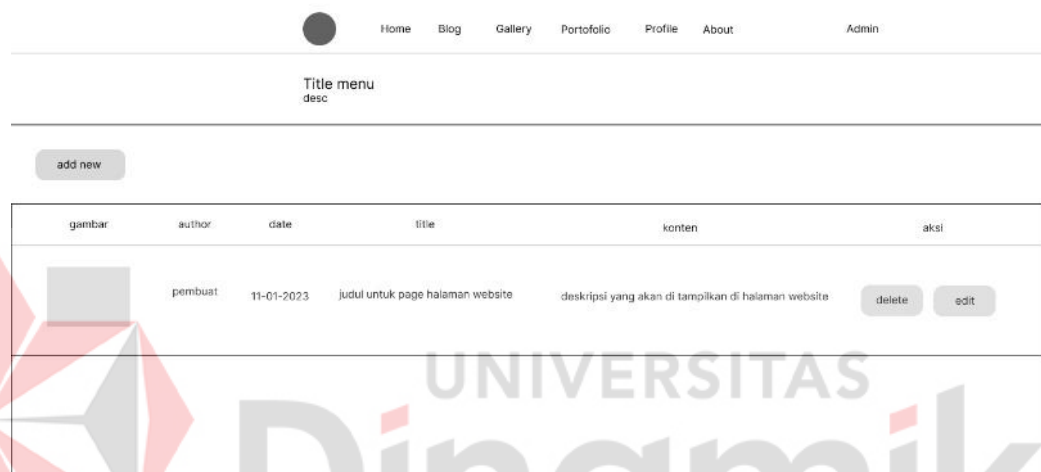 Home Blog Gallery Portofolio Profile About Admin
Title menu
desc
add new
gambar author date title konten aksi
pembuat 11-01-2023 judul untuk page halaman website deskripsi yang akan di tampilkan di halaman website delete edit
UNIVERSITAS
Dinamika